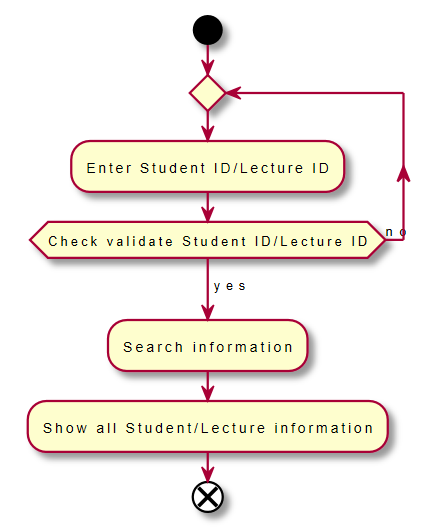 Enter Student ID/Lecture ID
Check validate Student ID/Lecture ID
no
yes
Search information
Show all Student/Lecture information